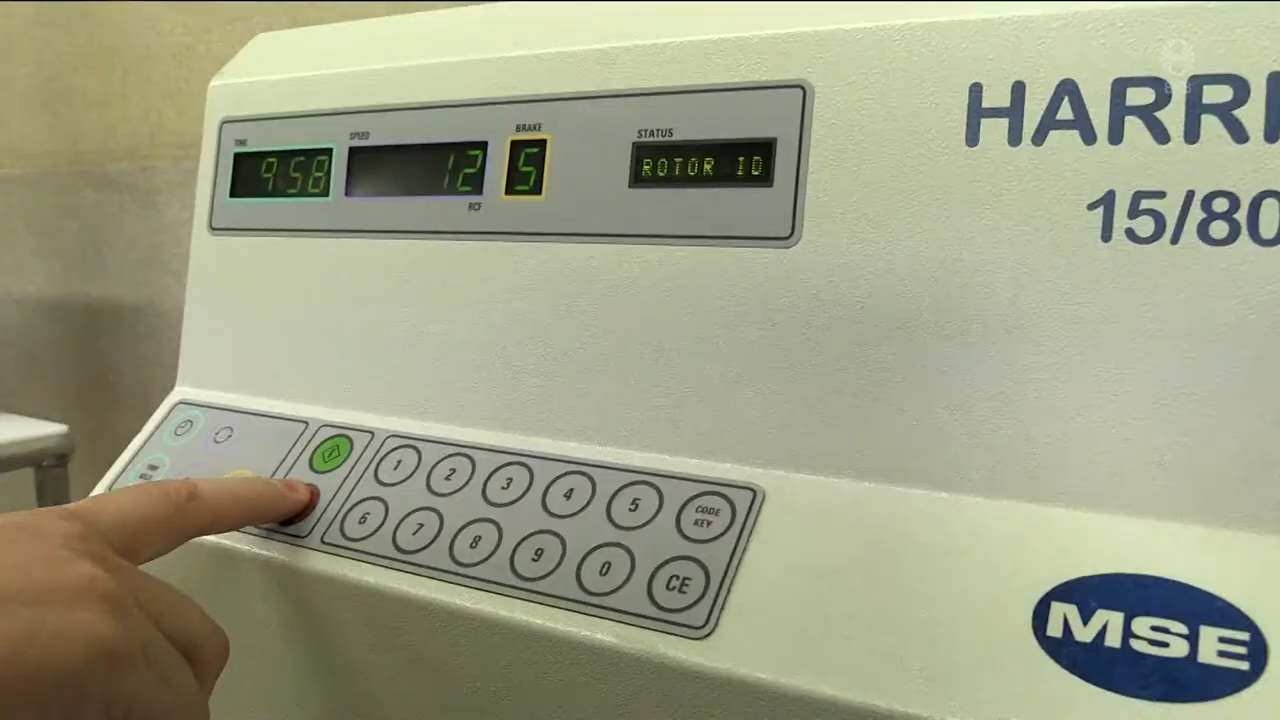 HARRI
15/80
TIME
SPEED
BRAKE
STATUS
9 58
12
5
ROTOR ID
RCF
1 2 3 4 5 CODE KEY
6 7 8 9 0 CE
MSE